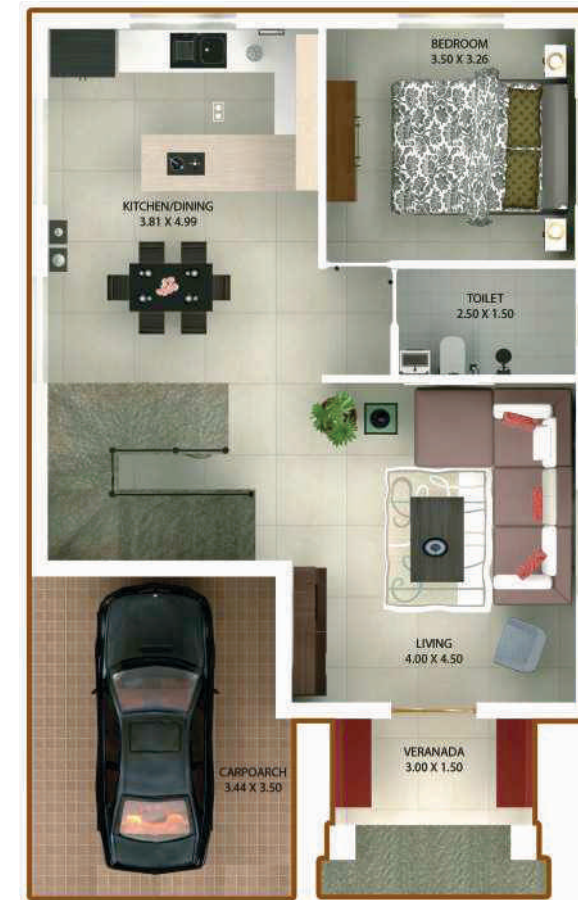 BEDROOM
3.50 X 3.26
KITCHEN/DINING
3.81 X 4.99
TOILET
2.50 X 1.50
LIVING
4.00 X 4.50
VERANADA
3.00 X 1.50
CARPOARCH
3.44 X 3.50